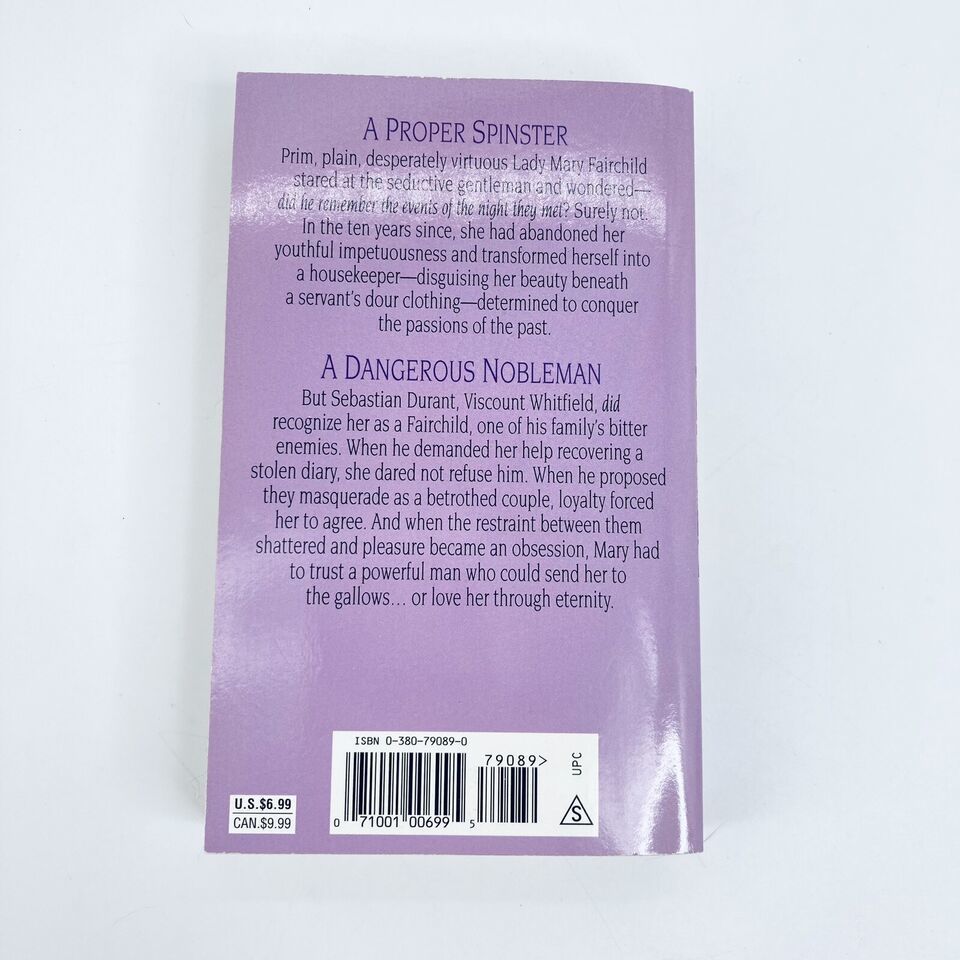 A PROPER SPINSTER
Prim, plain, desperately virtuous Lady Mary Fairchild
stared at the seductive gentleman and wondered—
did he remember the events of the night they met? Surely not.
In the ten years since, she had abandoned her
youthful impetuousness and transformed herself into
a housekeeper—disguising her beauty beneath
a servant's dour clothing—determined to conquer
the passions of the past.
A DANGEROUS NOBLEMAN
But Sebastian Durant, Viscount Whitfield, did
recognize her as a Fairchild, one of his family's bitter
enemies. When he demanded her help recovering a
stolen diary, she dared not refuse him. When he proposed
they masquerade as a betrothed couple, loyalty forced
her to agree. And when the restraint between them
shattered and pleasure became an obsession, Mary had
to trust a powerful man who could send her to
the gallows... or love her through eternity.
ISBN 0-380-79089-0
79089>
UPC
S
0 71001 00699 5
U.S.$6.99
CAN.$9.99